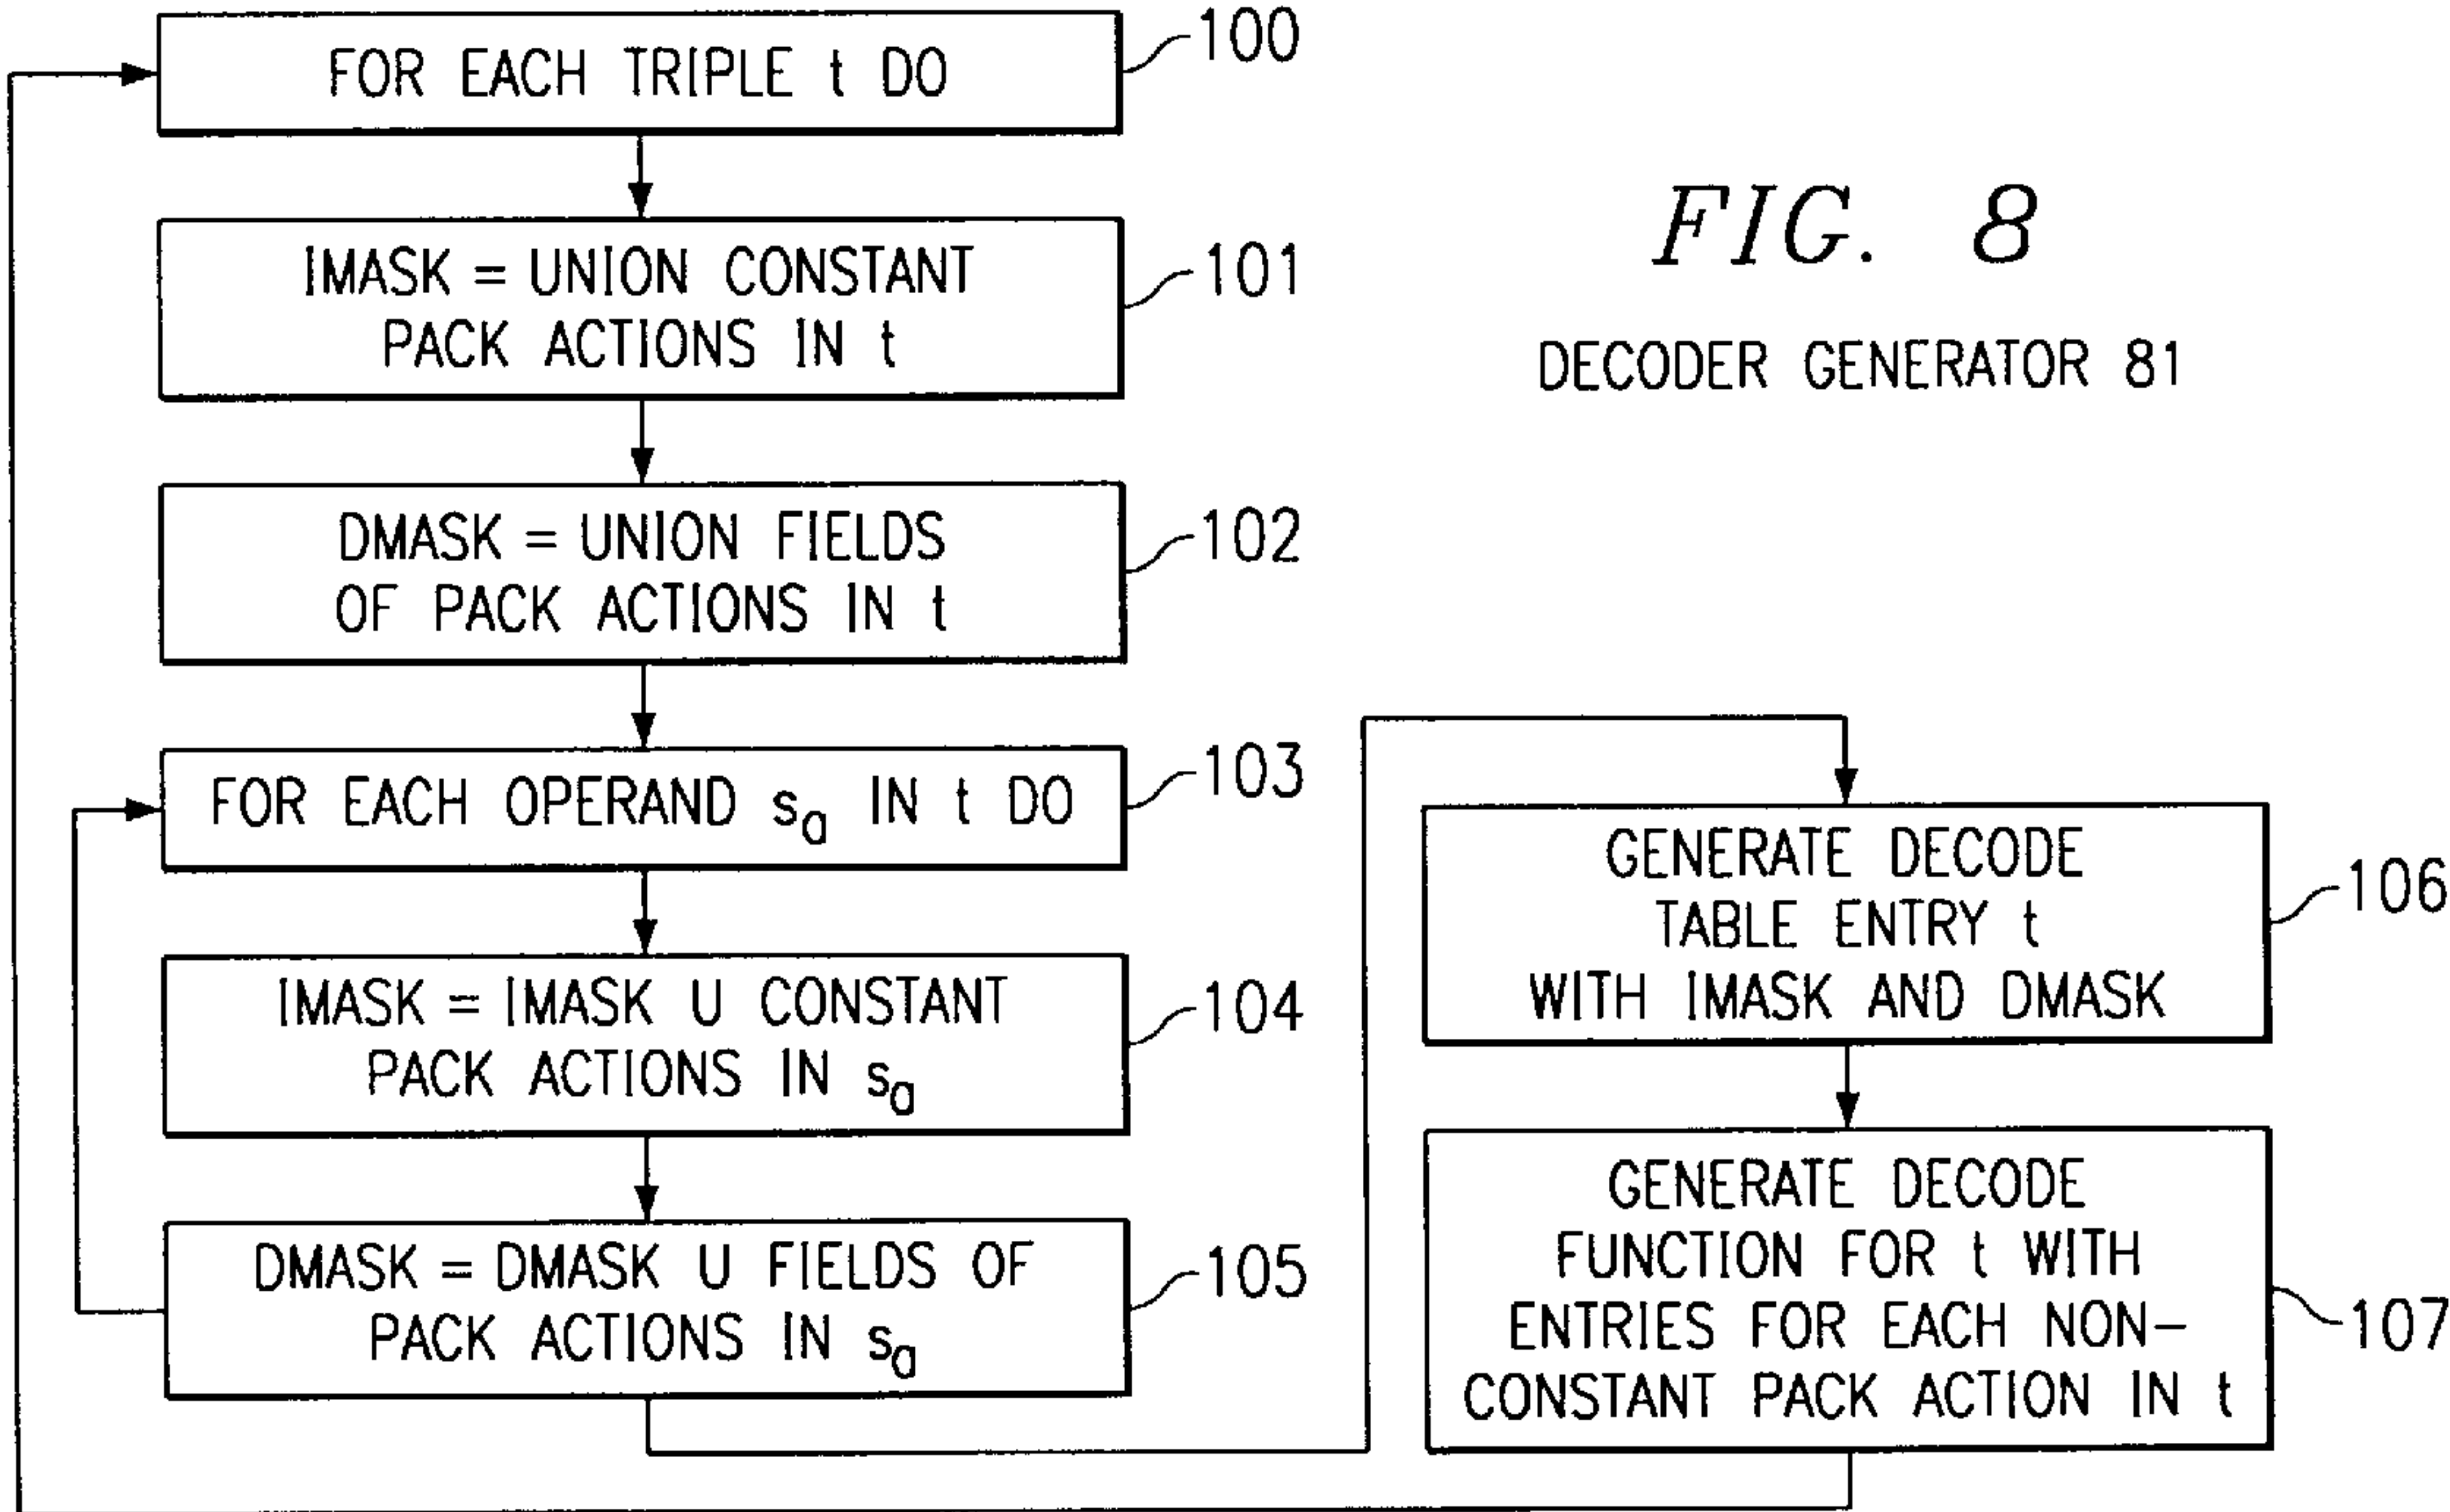 FOR EACH TRIPLE t DO
100
IMASK = UNION CONSTANT
PACK ACTIONS IN t
101
DMASK = UNION FIELDS
OF PACK ACTIONS IN t
102
FOR EACH OPERAND sa IN t DO
103
IMASK = IMASK U CONSTANT
PACK ACTIONS IN sa
104
DMASK = DMASK U FIELDS OF
PACK ACTIONS IN sa
105
FIG. 8
DECODER GENERATOR 81
GENERATE DECODE
TABLE ENTRY t
WITH IMASK AND DMASK
106
GENERATE DECODE
FUNCTION FOR t WITH
ENTRIES FOR EACH NON-
CONSTANT PACK ACTION IN t
107